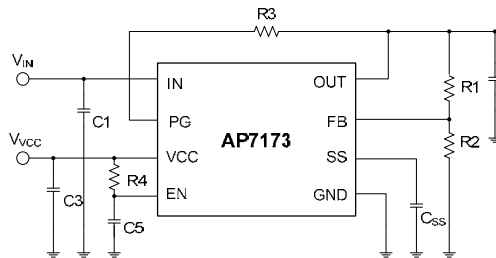 R3
V_IN
IN
OUT
R1
C1
PG
FB
AP7173
V_VCC
VCC
SS
R2
R4
C3
EN
GND
C5
C_SS